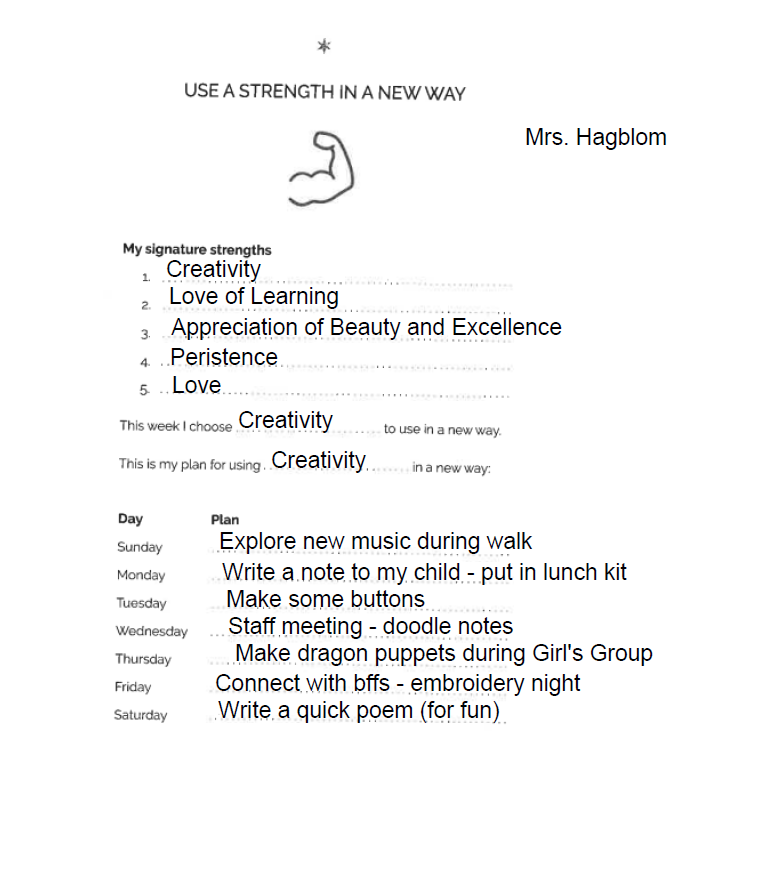 USE A STRENGTH IN A NEW WAY
Mrs. Hagblom
My signature strengths
1. Creativity
2. Love of Learning
3. Appreciation of Beauty and Excellence
4. Peristence
5. Love
This week I choose Creativity to use in a new way.
This is my plan for using Creativity in a new way:
Day Plan
Sunday Explore new music during walk
Monday Write a note to my child - put in lunch kit
Tuesday Make some buttons
Wednesday Staff meeting - doodle notes
Thursday Make dragon puppets during Girl's Group
Friday Connect with bffs - embroidery night
Saturday Write a quick poem (for fun)